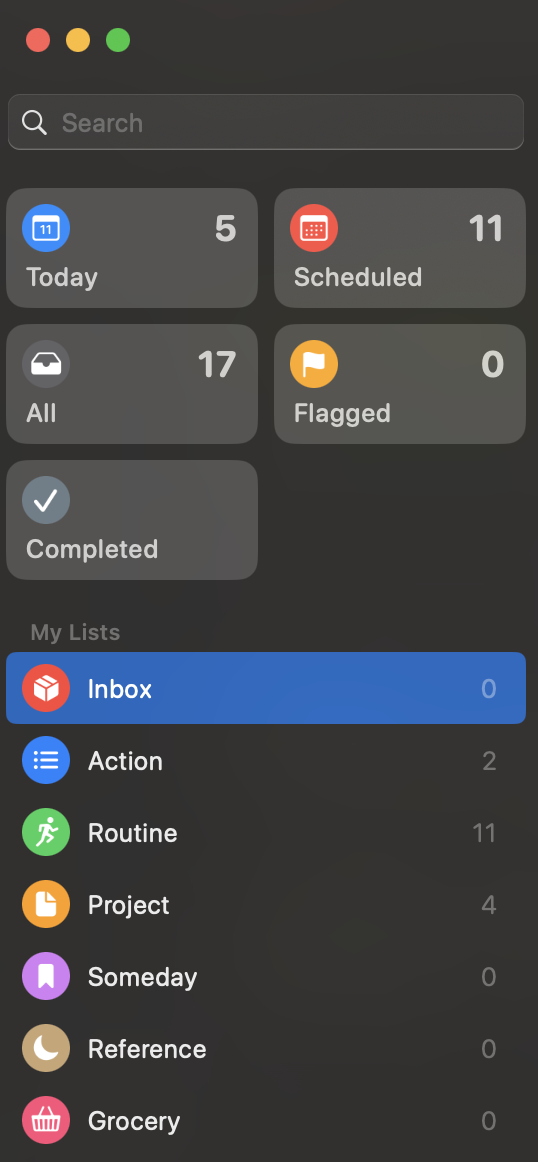 Search
11
5
Today
11
Scheduled
17
All
0
Flagged
Completed
My Lists
Inbox 0
Action 2
Routine 11
Project 4
Someday 0
Reference 0
Grocery 0